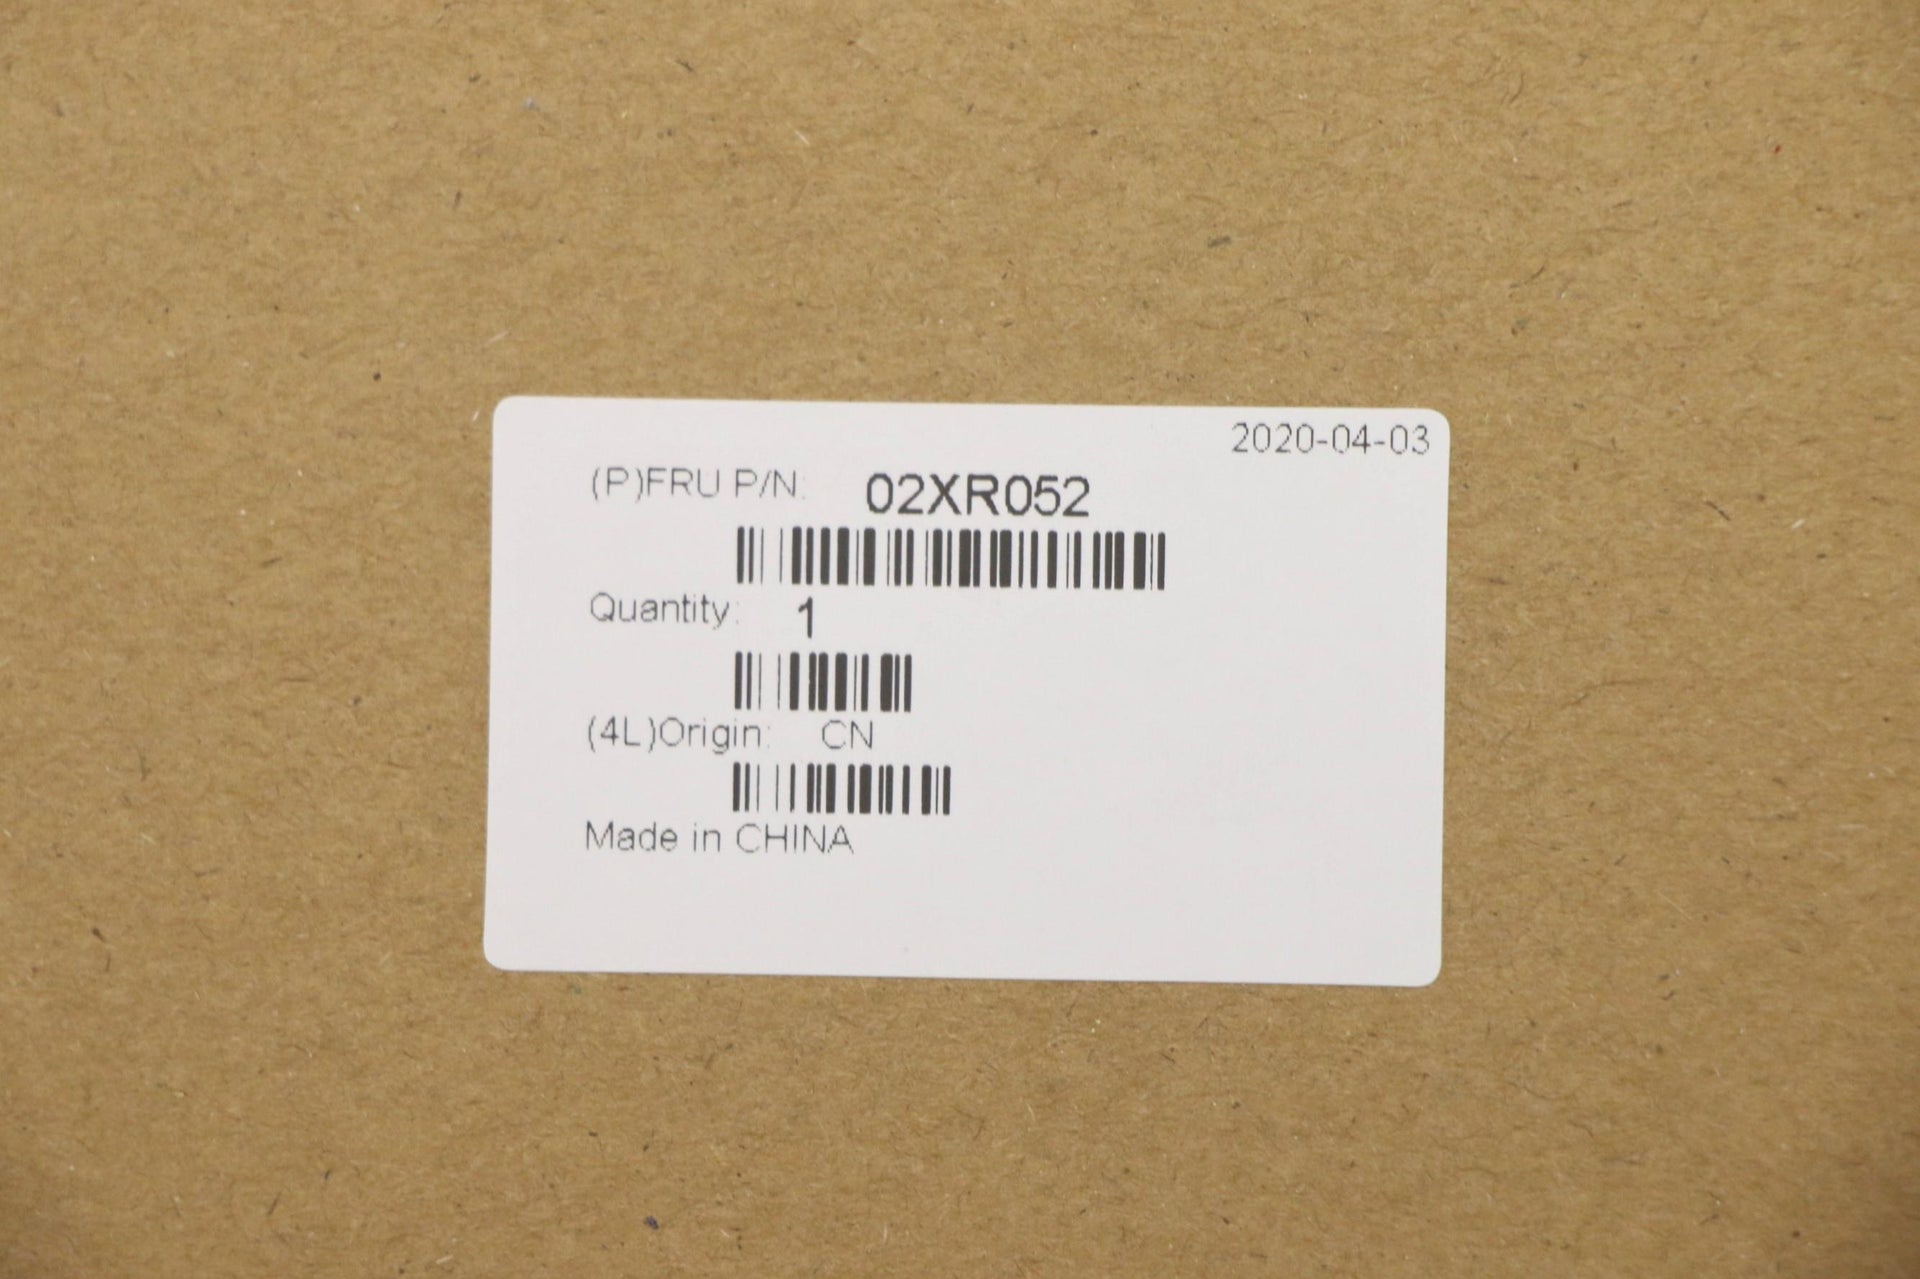 2020-04-03
(P)FRU P/N: 02XR052
Quantity: 1
(4L)Origin: CN
Made in CHINA